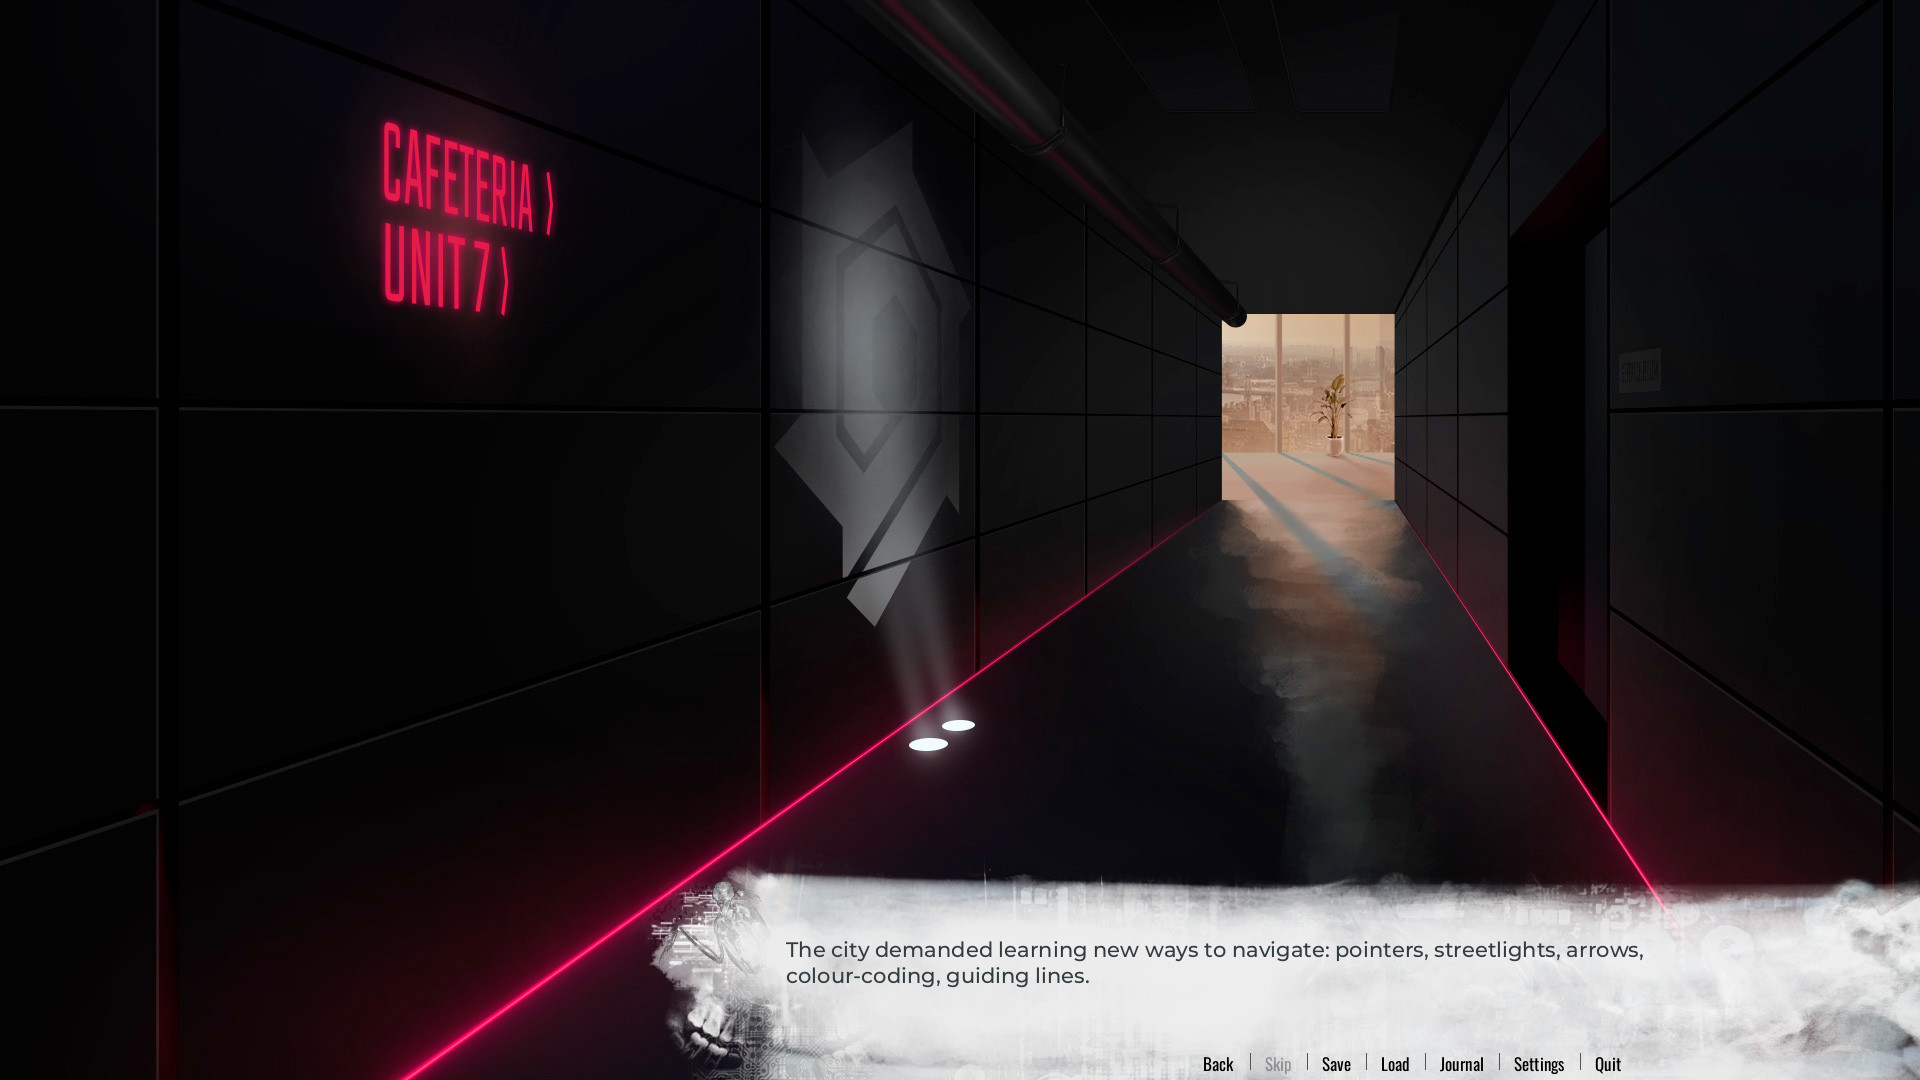 CAFETERIA ⟩
UNIT 7 ⟩
The city demanded learning new ways to navigate: pointers, streetlights, arrows,
colour-coding, guiding lines.
Back | Skip | Save | Load | Journal | Settings | Quit